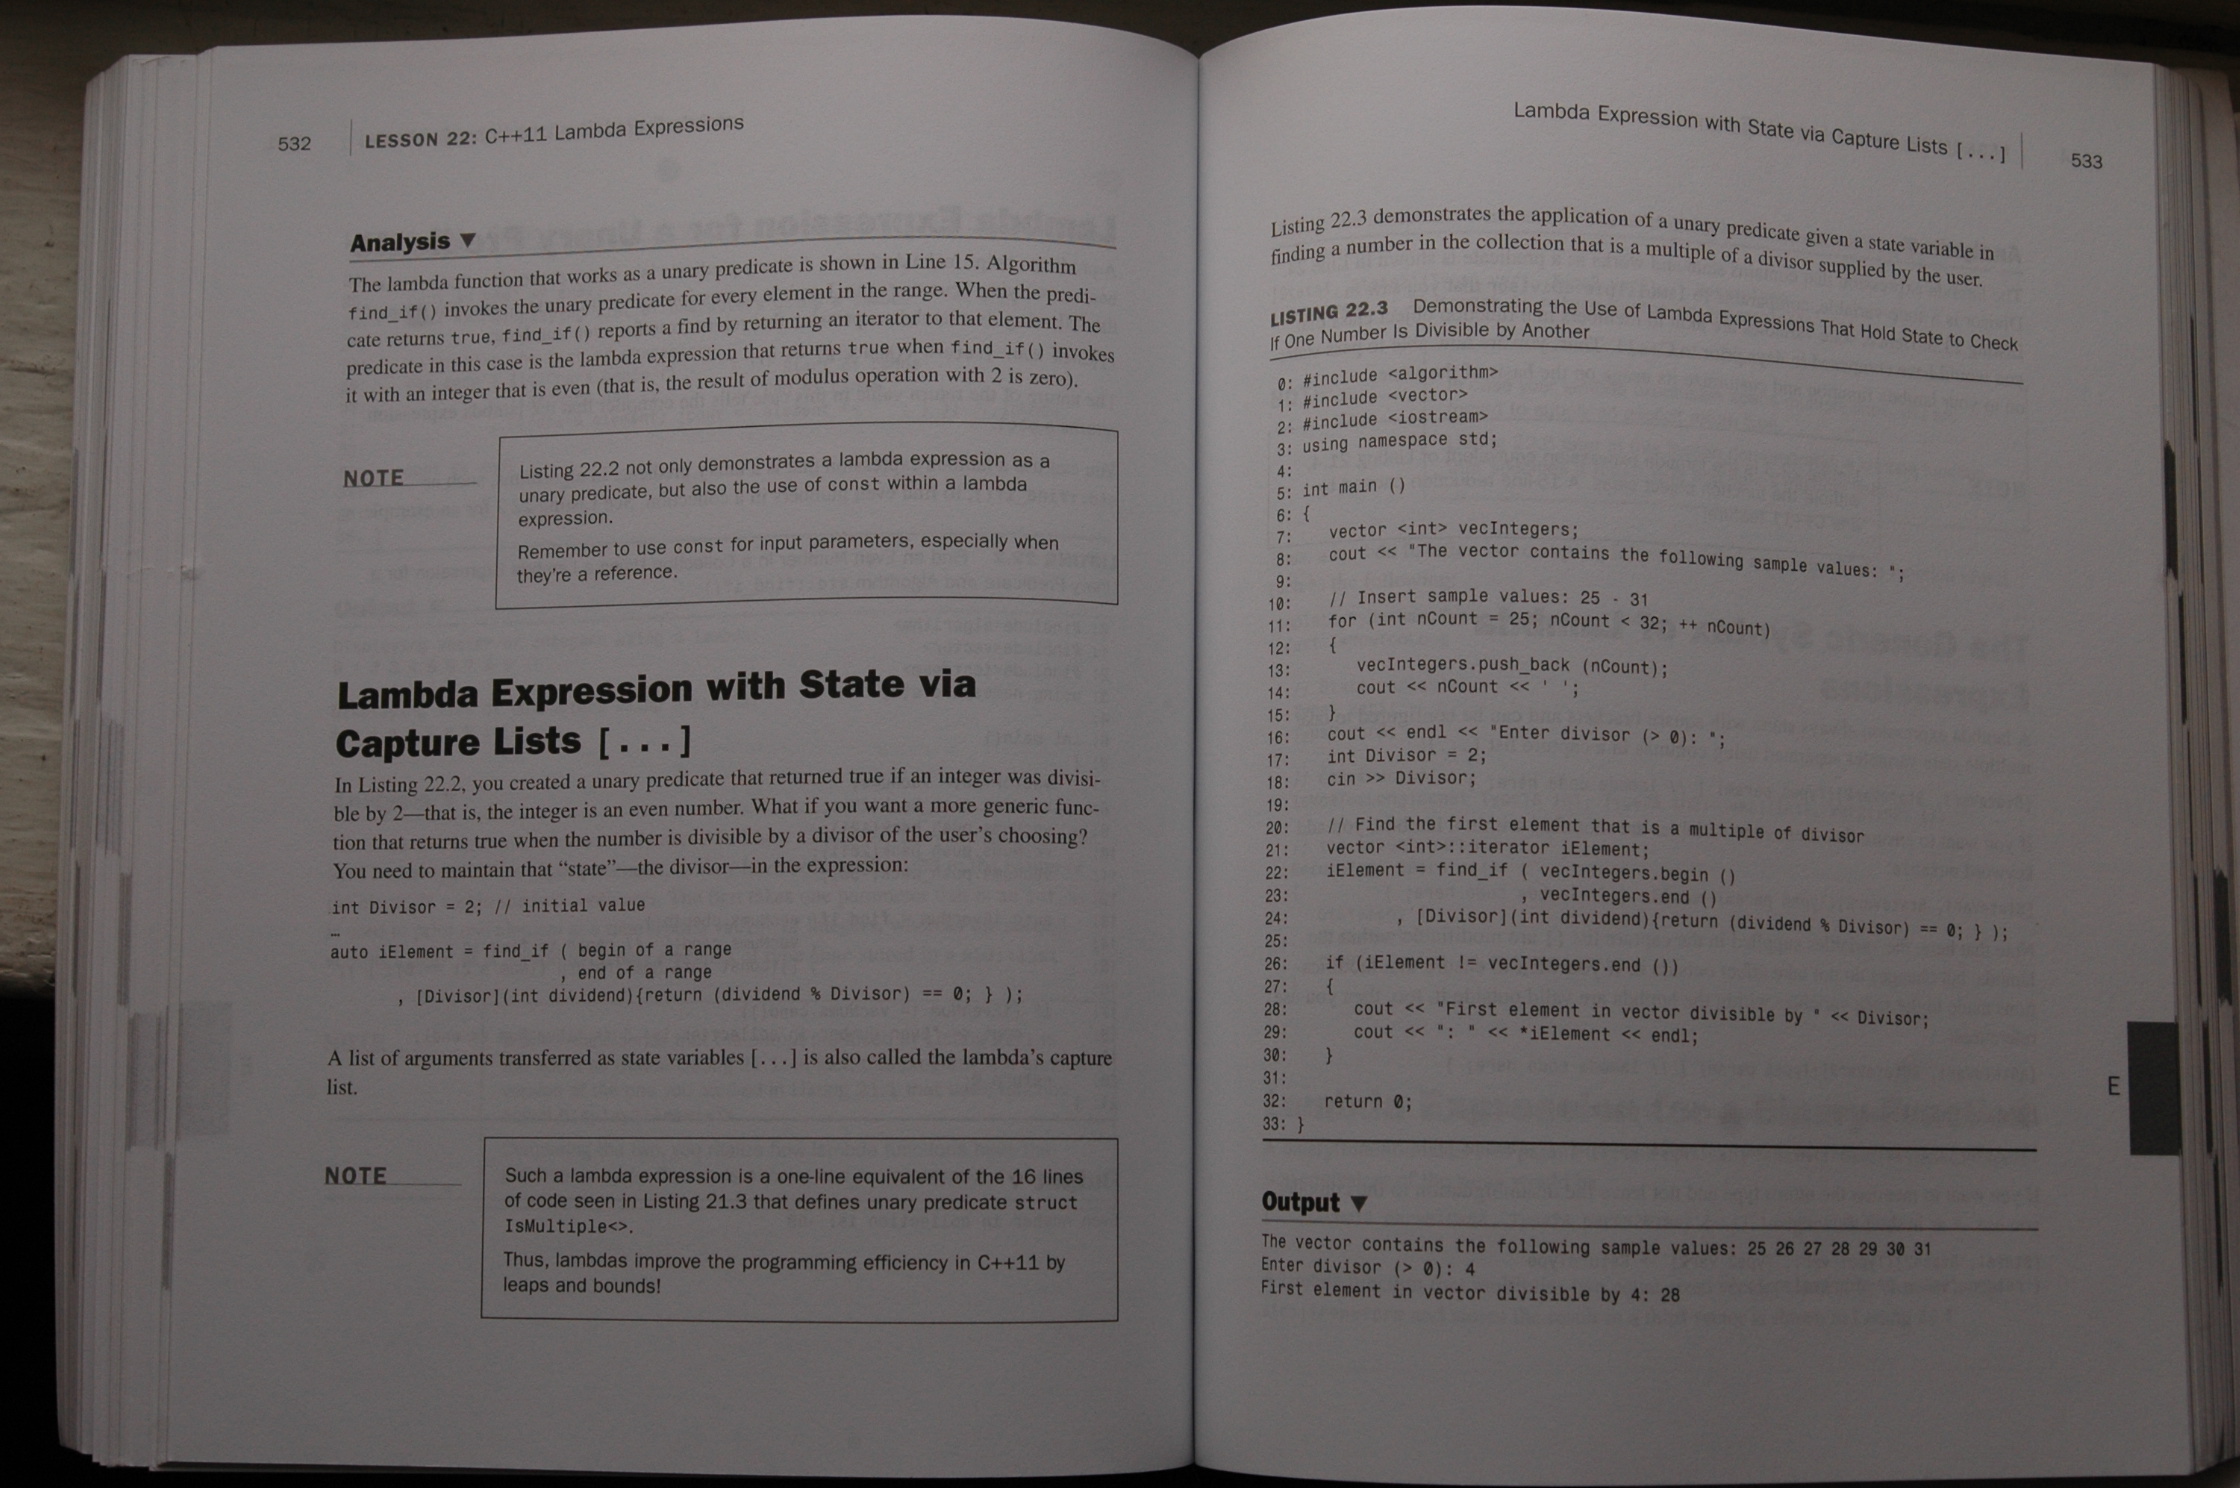 532
LESSON 22: C++11 Lambda Expressions
Analysis ▼
The lambda function that works as a unary predicate is shown in Line 15. Algorithm
find_if() invokes the unary predicate for every element in the range. When the predi-
cate returns true, find_if() reports a find by returning an iterator to that element. The
predicate in this case is the lambda expression that returns true when find_if() invokes
it with an integer that is even (that is, the result of modulus operation with 2 is zero).
NOTE
Listing 22.2 not only demonstrates a lambda expression as a
unary predicate, but also the use of const within a lambda
expression.
Remember to use const for input parameters, especially when
they're a reference.
Lambda Expression with State via
Capture Lists [...]
In Listing 22.2, you created a unary predicate that returned true if an integer was divisi-
ble by 2—that is, the integer is an even number. What if you want a more generic func-
tion that returns true when the number is divisible by a divisor of the user's choosing?
You need to maintain that “state”—the divisor—in the expression:
int Divisor = 2; // initial value
…
auto iElement = find_if ( begin of a range
, end of a range
, [Divisor](int dividend){return (dividend % Divisor) == 0; } );
A list of arguments transferred as state variables [...] is also called the lambda's capture
list.
NOTE
Such a lambda expression is a one-line equivalent of the 16 lines
of code seen in Listing 21.3 that defines unary predicate struct
IsMultiple<>.
Thus, lambdas improve the programming efficiency in C++11 by
leaps and bounds!
Lambda Expression with State via Capture Lists [...]
533
Listing 22.3 demonstrates the application of a unary predicate given a state variable in
finding a number in the collection that is a multiple of a divisor supplied by the user.
LISTING 22.3 Demonstrating the Use of Lambda Expressions That Hold State to Check
If One Number Is Divisible by Another
0: #include <algorithm>
1: #include <vector>
2: #include <iostream>
3: using namespace std;
4:
5: int main ()
6: {
7: vector <int> vecIntegers;
8: cout << "The vector contains the following sample values: ";
9:
10: // Insert sample values: 25 - 31
11: for (int nCount = 25; nCount < 32; ++ nCount)
12: {
13: vecIntegers.push_back (nCount);
14: cout << nCount << ' ';
15: }
16: cout << endl << "Enter divisor (> 0): ";
17: int Divisor = 2;
18: cin >> Divisor;
19:
20: // Find the first element that is a multiple of divisor
21: vector <int>::iterator iElement;
22: iElement = find_if ( vecIntegers.begin ()
23: , vecIntegers.end ()
24: , [Divisor](int dividend){return (dividend % Divisor) == 0; } );
25:
26: if (iElement != vecIntegers.end ())
27: {
28: cout << "First element in vector divisible by " << Divisor;
29: cout << ": " << *iElement << endl;
30: }
31:
32: return 0;
33: }
E
Output ▼
The vector contains the following sample values: 25 26 27 28 29 30 31
Enter divisor (> 0): 4
First element in vector divisible by 4: 28